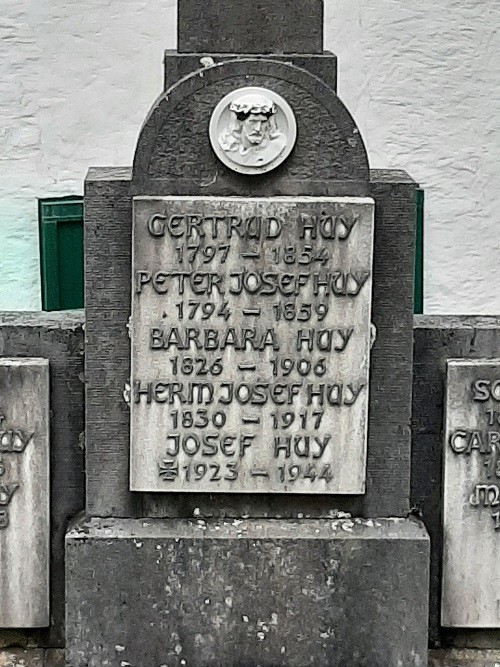 GERTRUD HUY
1797 – 1854
PETER JOSEF HUY
1794 – 1859
BARBARA HUY
1826 – 1906
HERM JOSEF HUY
1830 – 1917
JOSEF HUY
✠1923 – 1944